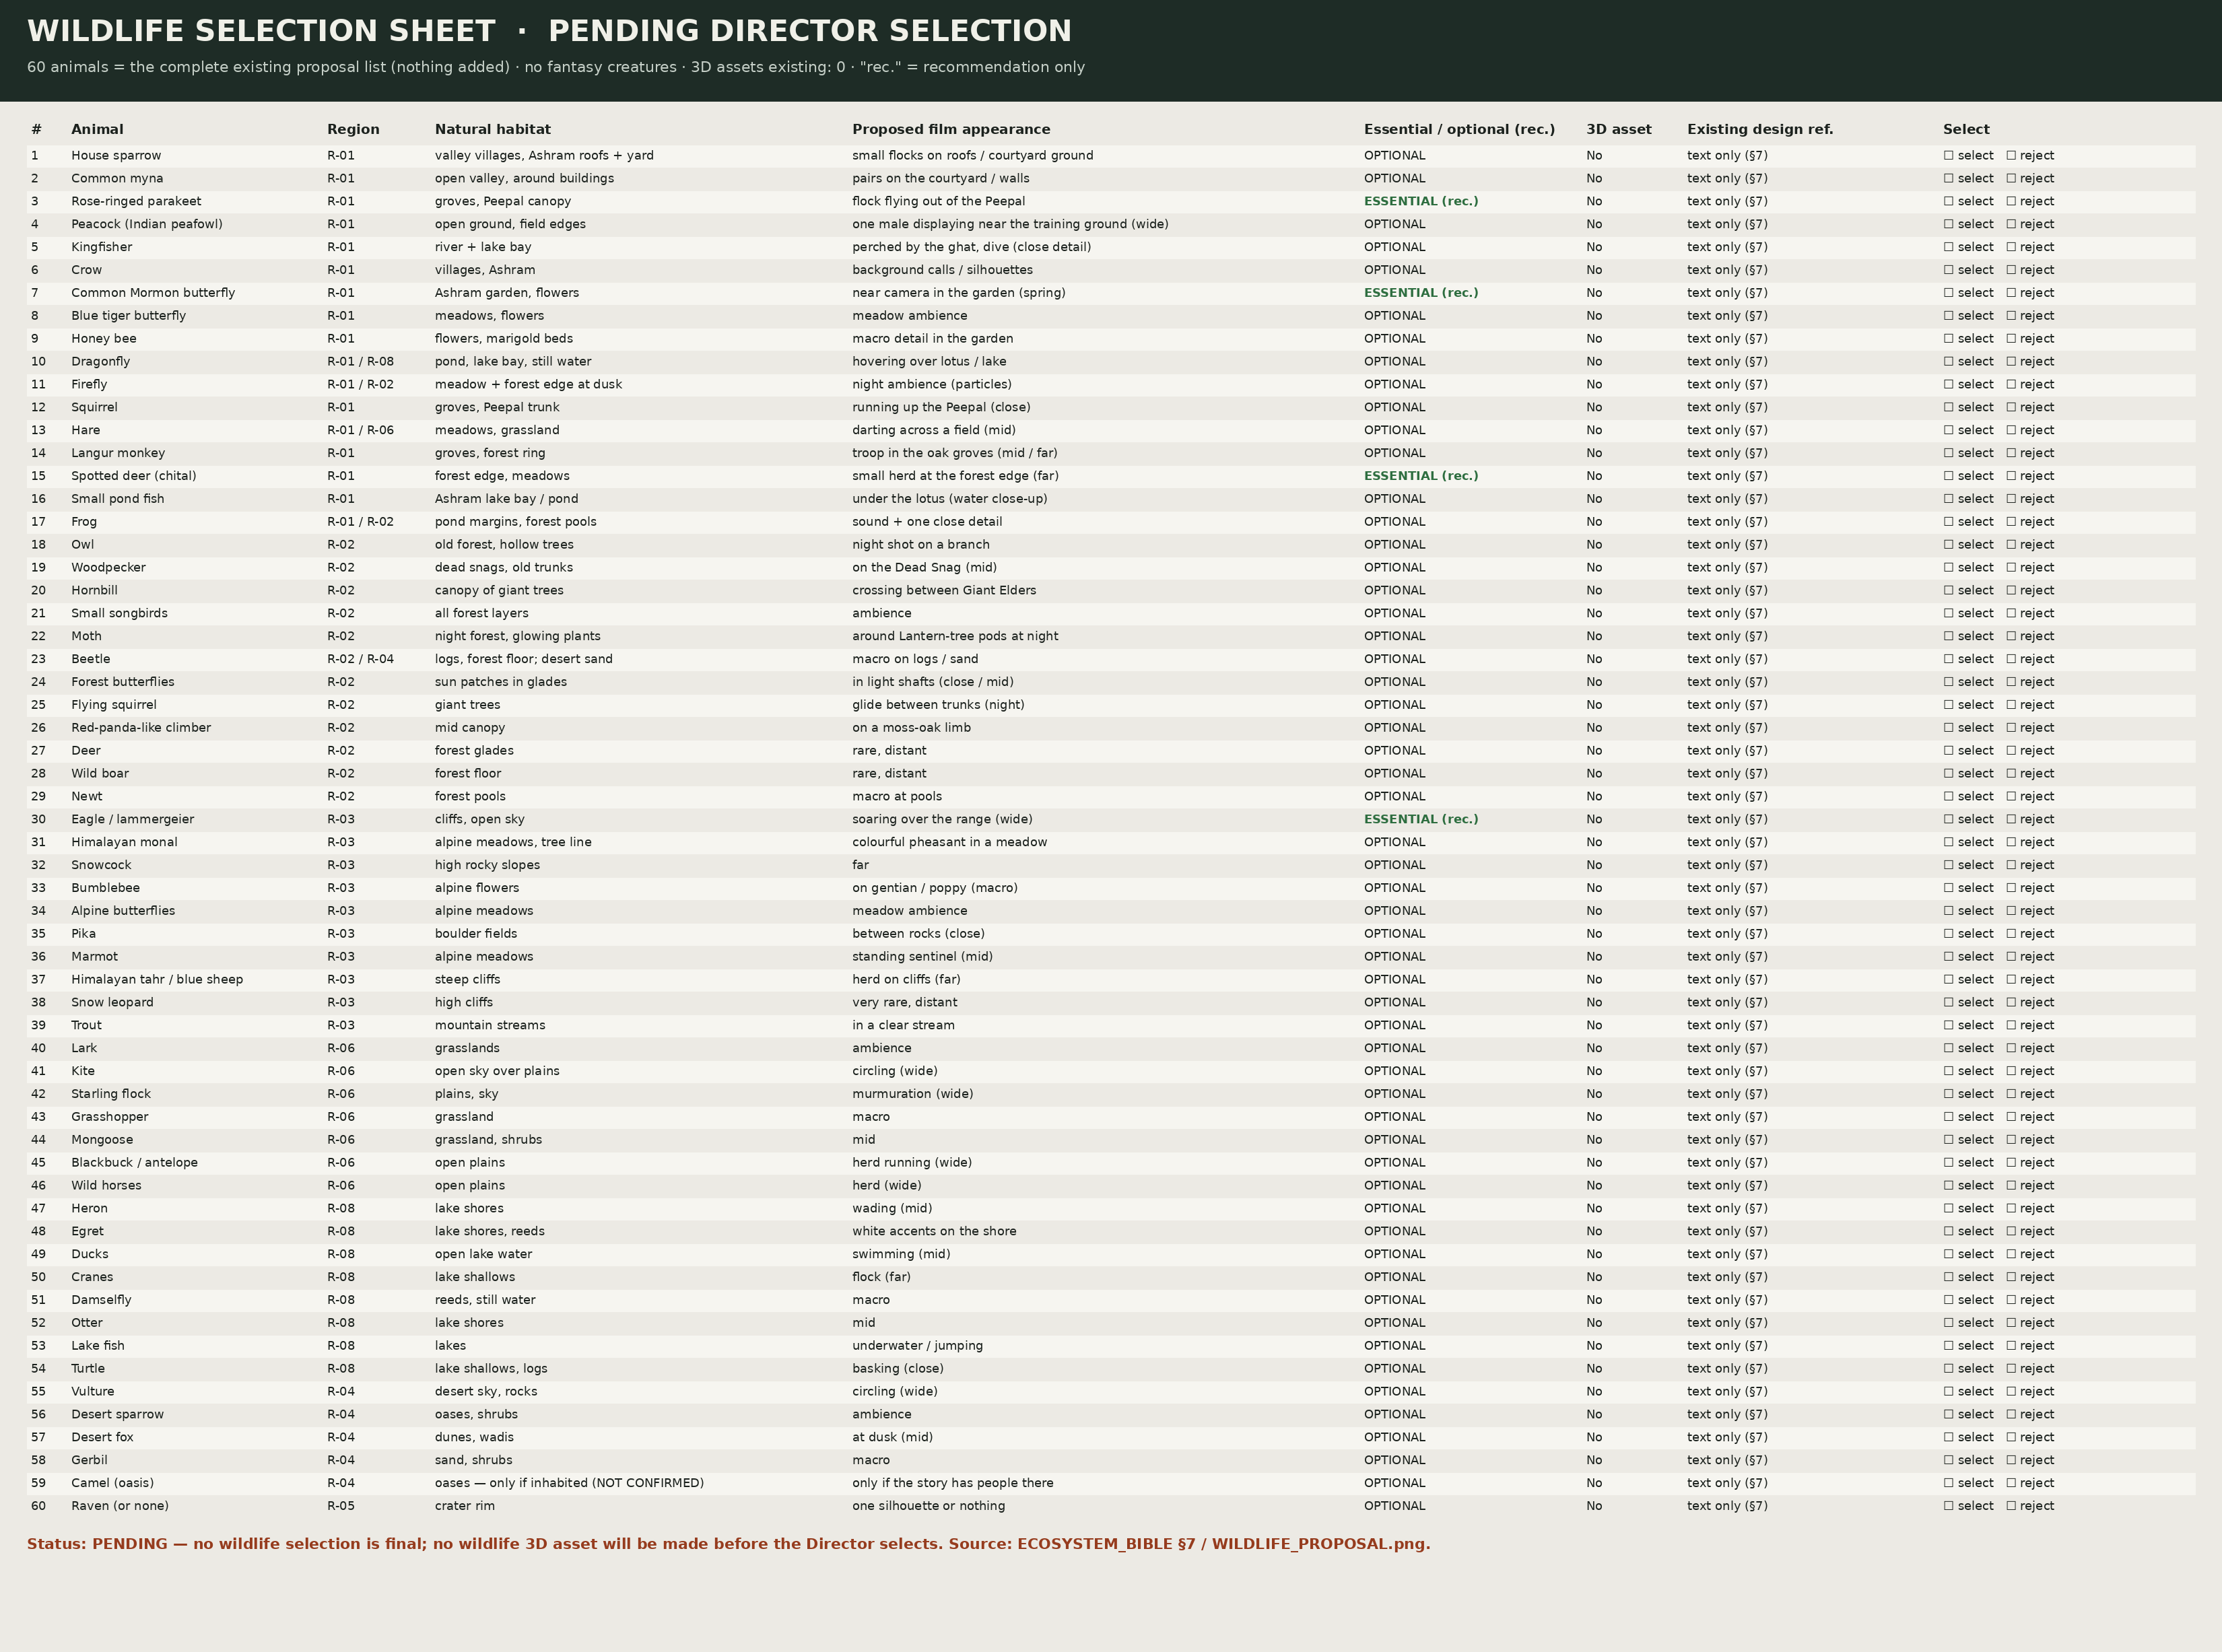 WILDLIFE SELECTION SHEET · PENDING DIRECTOR SELECTION
60 animals = the complete existing proposal list (nothing added) · no fantasy creatures · 3D assets existing: 0 · "rec." = recommendation only
# Animal Region Natural habitat Proposed film appearance Essential / optional (rec.) 3D asset Existing design ref. Select
1 House sparrow R-01 valley villages, Ashram roofs + yard small flocks on roofs / courtyard ground OPTIONAL No text only (§7) ☐ select ☐ reject
2 Common myna R-01 open valley, around buildings pairs on the courtyard / walls OPTIONAL No text only (§7) ☐ select ☐ reject
3 Rose-ringed parakeet R-01 groves, Peepal canopy flock flying out of the Peepal ESSENTIAL (rec.) No text only (§7) ☐ select ☐ reject
4 Peacock (Indian peafowl) R-01 open ground, field edges one male displaying near the training ground (wide) OPTIONAL No text only (§7) ☐ select ☐ reject
5 Kingfisher R-01 river + lake bay perched by the ghat, dive (close detail) OPTIONAL No text only (§7) ☐ select ☐ reject
6 Crow R-01 villages, Ashram background calls / silhouettes OPTIONAL No text only (§7) ☐ select ☐ reject
7 Common Mormon butterfly R-01 Ashram garden, flowers near camera in the garden (spring) ESSENTIAL (rec.) No text only (§7) ☐ select ☐ reject
8 Blue tiger butterfly R-01 meadows, flowers meadow ambience OPTIONAL No text only (§7) ☐ select ☐ reject
9 Honey bee R-01 flowers, marigold beds macro detail in the garden OPTIONAL No text only (§7) ☐ select ☐ reject
10 Dragonfly R-01 / R-08 pond, lake bay, still water hovering over lotus / lake OPTIONAL No text only (§7) ☐ select ☐ reject
11 Firefly R-01 / R-02 meadow + forest edge at dusk night ambience (particles) OPTIONAL No text only (§7) ☐ select ☐ reject
12 Squirrel R-01 groves, Peepal trunk running up the Peepal (close) OPTIONAL No text only (§7) ☐ select ☐ reject
13 Hare R-01 / R-06 meadows, grassland darting across a field (mid) OPTIONAL No text only (§7) ☐ select ☐ reject
14 Langur monkey R-01 groves, forest ring troop in the oak groves (mid / far) OPTIONAL No text only (§7) ☐ select ☐ reject
15 Spotted deer (chital) R-01 forest edge, meadows small herd at the forest edge (far) ESSENTIAL (rec.) No text only (§7) ☐ select ☐ reject
16 Small pond fish R-01 Ashram lake bay / pond under the lotus (water close-up) OPTIONAL No text only (§7) ☐ select ☐ reject
17 Frog R-01 / R-02 pond margins, forest pools sound + one close detail OPTIONAL No text only (§7) ☐ select ☐ reject
18 Owl R-02 old forest, hollow trees night shot on a branch OPTIONAL No text only (§7) ☐ select ☐ reject
19 Woodpecker R-02 dead snags, old trunks on the Dead Snag (mid) OPTIONAL No text only (§7) ☐ select ☐ reject
20 Hornbill R-02 canopy of giant trees crossing between Giant Elders OPTIONAL No text only (§7) ☐ select ☐ reject
21 Small songbirds R-02 all forest layers ambience OPTIONAL No text only (§7) ☐ select ☐ reject
22 Moth R-02 night forest, glowing plants around Lantern-tree pods at night OPTIONAL No text only (§7) ☐ select ☐ reject
23 Beetle R-02 / R-04 logs, forest floor; desert sand macro on logs / sand OPTIONAL No text only (§7) ☐ select ☐ reject
24 Forest butterflies R-02 sun patches in glades in light shafts (close / mid) OPTIONAL No text only (§7) ☐ select ☐ reject
25 Flying squirrel R-02 giant trees glide between trunks (night) OPTIONAL No text only (§7) ☐ select ☐ reject
26 Red-panda-like climber R-02 mid canopy on a moss-oak limb OPTIONAL No text only (§7) ☐ select ☐ reject
27 Deer R-02 forest glades rare, distant OPTIONAL No text only (§7) ☐ select ☐ reject
28 Wild boar R-02 forest floor rare, distant OPTIONAL No text only (§7) ☐ select ☐ reject
29 Newt R-02 forest pools macro at pools OPTIONAL No text only (§7) ☐ select ☐ reject
30 Eagle / lammergeier R-03 cliffs, open sky soaring over the range (wide) ESSENTIAL (rec.) No text only (§7) ☐ select ☐ reject
31 Himalayan monal R-03 alpine meadows, tree line colourful pheasant in a meadow OPTIONAL No text only (§7) ☐ select ☐ reject
32 Snowcock R-03 high rocky slopes far OPTIONAL No text only (§7) ☐ select ☐ reject
33 Bumblebee R-03 alpine flowers on gentian / poppy (macro) OPTIONAL No text only (§7) ☐ select ☐ reject
34 Alpine butterflies R-03 alpine meadows meadow ambience OPTIONAL No text only (§7) ☐ select ☐ reject
35 Pika R-03 boulder fields between rocks (close) OPTIONAL No text only (§7) ☐ select ☐ reject
36 Marmot R-03 alpine meadows standing sentinel (mid) OPTIONAL No text only (§7) ☐ select ☐ reject
37 Himalayan tahr / blue sheep R-03 steep cliffs herd on cliffs (far) OPTIONAL No text only (§7) ☐ select ☐ reject
38 Snow leopard R-03 high cliffs very rare, distant OPTIONAL No text only (§7) ☐ select ☐ reject
39 Trout R-03 mountain streams in a clear stream OPTIONAL No text only (§7) ☐ select ☐ reject
40 Lark R-06 grasslands ambience OPTIONAL No text only (§7) ☐ select ☐ reject
41 Kite R-06 open sky over plains circling (wide) OPTIONAL No text only (§7) ☐ select ☐ reject
42 Starling flock R-06 plains, sky murmuration (wide) OPTIONAL No text only (§7) ☐ select ☐ reject
43 Grasshopper R-06 grassland macro OPTIONAL No text only (§7) ☐ select ☐ reject
44 Mongoose R-06 grassland, shrubs mid OPTIONAL No text only (§7) ☐ select ☐ reject
45 Blackbuck / antelope R-06 open plains herd running (wide) OPTIONAL No text only (§7) ☐ select ☐ reject
46 Wild horses R-06 open plains herd (wide) OPTIONAL No text only (§7) ☐ select ☐ reject
47 Heron R-08 lake shores wading (mid) OPTIONAL No text only (§7) ☐ select ☐ reject
48 Egret R-08 lake shores, reeds white accents on the shore OPTIONAL No text only (§7) ☐ select ☐ reject
49 Ducks R-08 open lake water swimming (mid) OPTIONAL No text only (§7) ☐ select ☐ reject
50 Cranes R-08 lake shallows flock (far) OPTIONAL No text only (§7) ☐ select ☐ reject
51 Damselfly R-08 reeds, still water macro OPTIONAL No text only (§7) ☐ select ☐ reject
52 Otter R-08 lake shores mid OPTIONAL No text only (§7) ☐ select ☐ reject
53 Lake fish R-08 lakes underwater / jumping OPTIONAL No text only (§7) ☐ select ☐ reject
54 Turtle R-08 lake shallows, logs basking (close) OPTIONAL No text only (§7) ☐ select ☐ reject
55 Vulture R-04 desert sky, rocks circling (wide) OPTIONAL No text only (§7) ☐ select ☐ reject
56 Desert sparrow R-04 oases, shrubs ambience OPTIONAL No text only (§7) ☐ select ☐ reject
57 Desert fox R-04 dunes, wadis at dusk (mid) OPTIONAL No text only (§7) ☐ select ☐ reject
58 Gerbil R-04 sand, shrubs macro OPTIONAL No text only (§7) ☐ select ☐ reject
59 Camel (oasis) R-04 oases — only if inhabited (NOT CONFIRMED) only if the story has people there OPTIONAL No text only (§7) ☐ select ☐ reject
60 Raven (or none) R-05 crater rim one silhouette or nothing OPTIONAL No text only (§7) ☐ select ☐ reject
Status: PENDING — no wildlife selection is final; no wildlife 3D asset will be made before the Director selects. Source: ECOSYSTEM_BIBLE §7 / WILDLIFE_PROPOSAL.png.